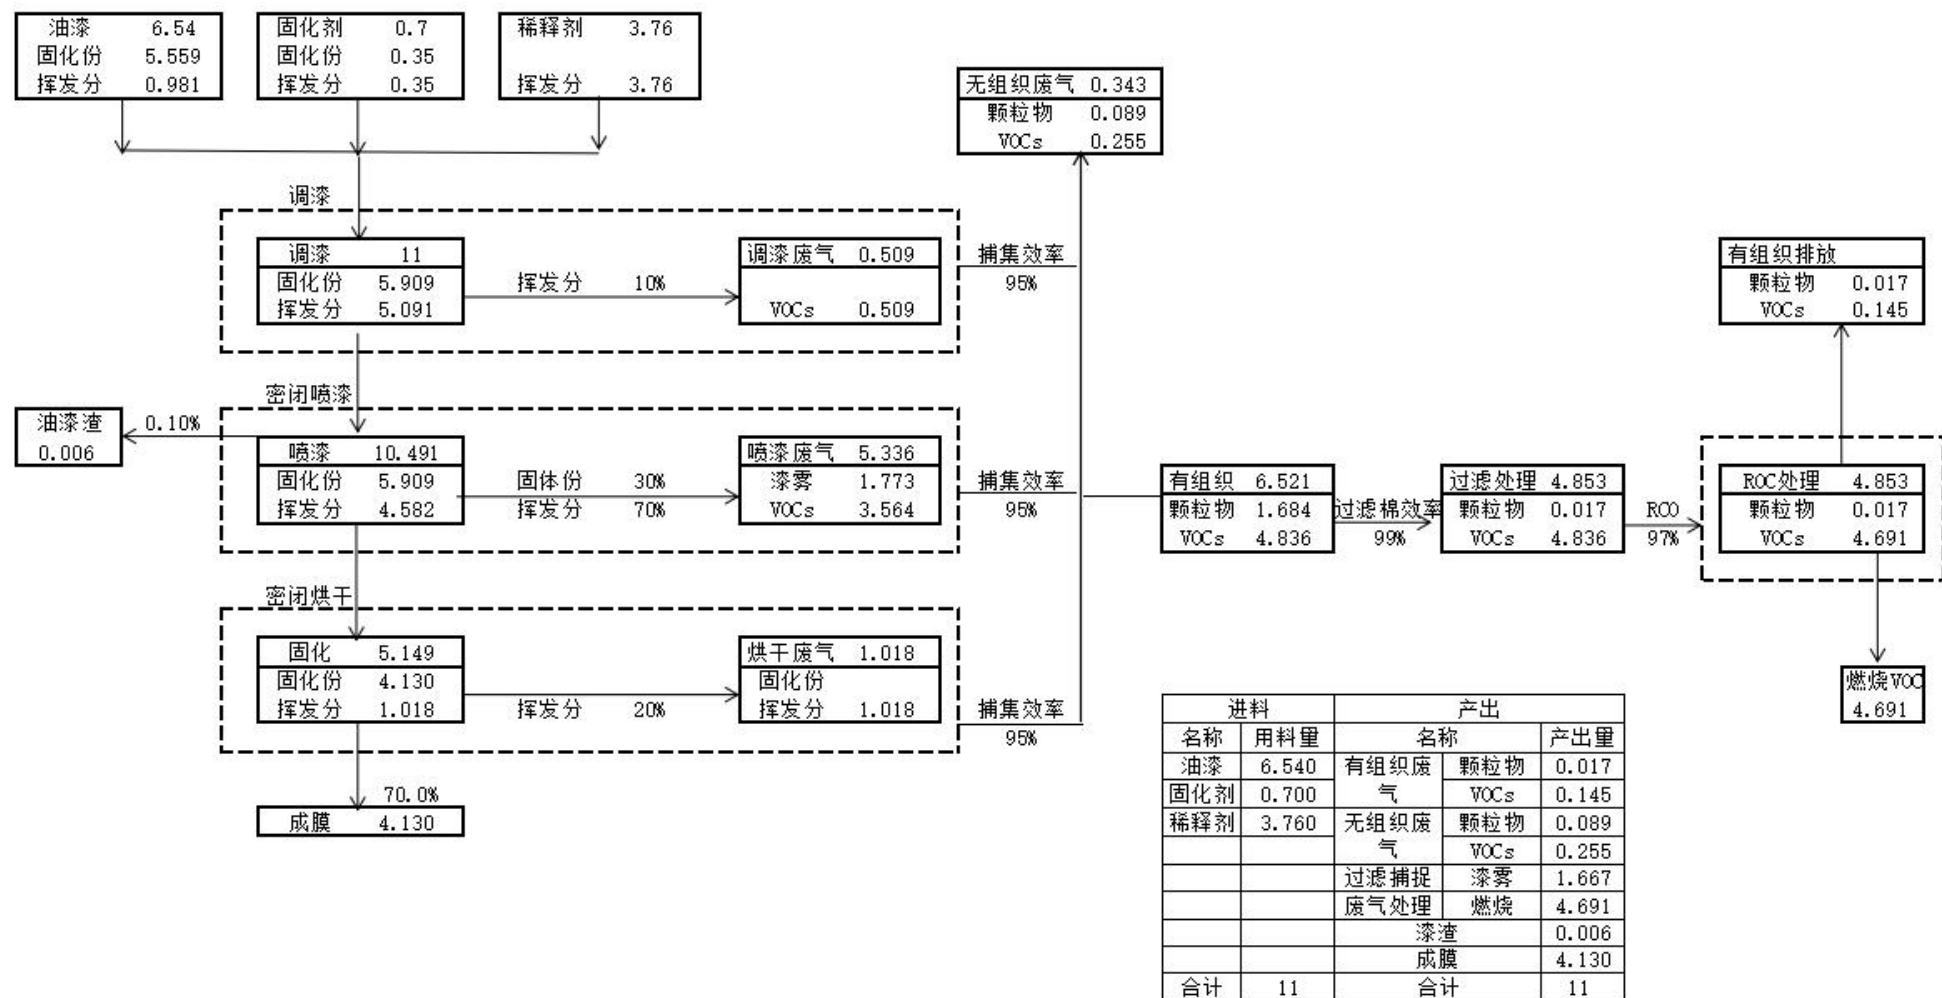 油漆 6.54
固化份 5.559
挥发分 0.981
固化剂 0.7
固化份 0.35
挥发分 0.35
稀释剂 3.76
挥发分 3.76
无组织废气 0.343
颗粒物 0.089
VOCs 0.255
调漆
调漆 11
固化份 5.909
挥发分 5.091
挥发分 10%
调漆废气 0.509
VOCs 0.509
捕集效率
95%
有组织排放
颗粒物 0.017
VOCs 0.145
密闭喷漆
油漆渣
0.006
0.10%
喷漆 10.491
固化份 5.909
挥发分 4.582
固体份 30%
挥发分 70%
喷漆废气 5.336
漆雾 1.773
VOCs 3.564
捕集效率
95%
有组织 6.521
颗粒物 1.684
VOCs 4.836
过滤棉效率
99%
过滤处理 4.853
颗粒物 0.017
VOCs 4.836
RCO
97%
ROC处理 4.853
颗粒物 0.017
VOCs 4.691
密闭烘干
固化 5.149
固化份 4.130
挥发分 1.018
挥发分 20%
烘干废气 1.018
固化份
挥发分 1.018
捕集效率
95%
燃烧VOC
4.691
70.0%
成膜 4.130
进料 产出
名称 用料量 名称 产出量
油漆 6.540 有组织废气 颗粒物 0.017
固化剂 0.700 VOCs 0.145
稀释剂 3.760 无组织废气 颗粒物 0.089
VOCs 0.255
过滤捕捉 漆雾 1.667
废气处理 燃烧 4.691
漆渣 0.006
成膜 4.130
合计 11 合计 11